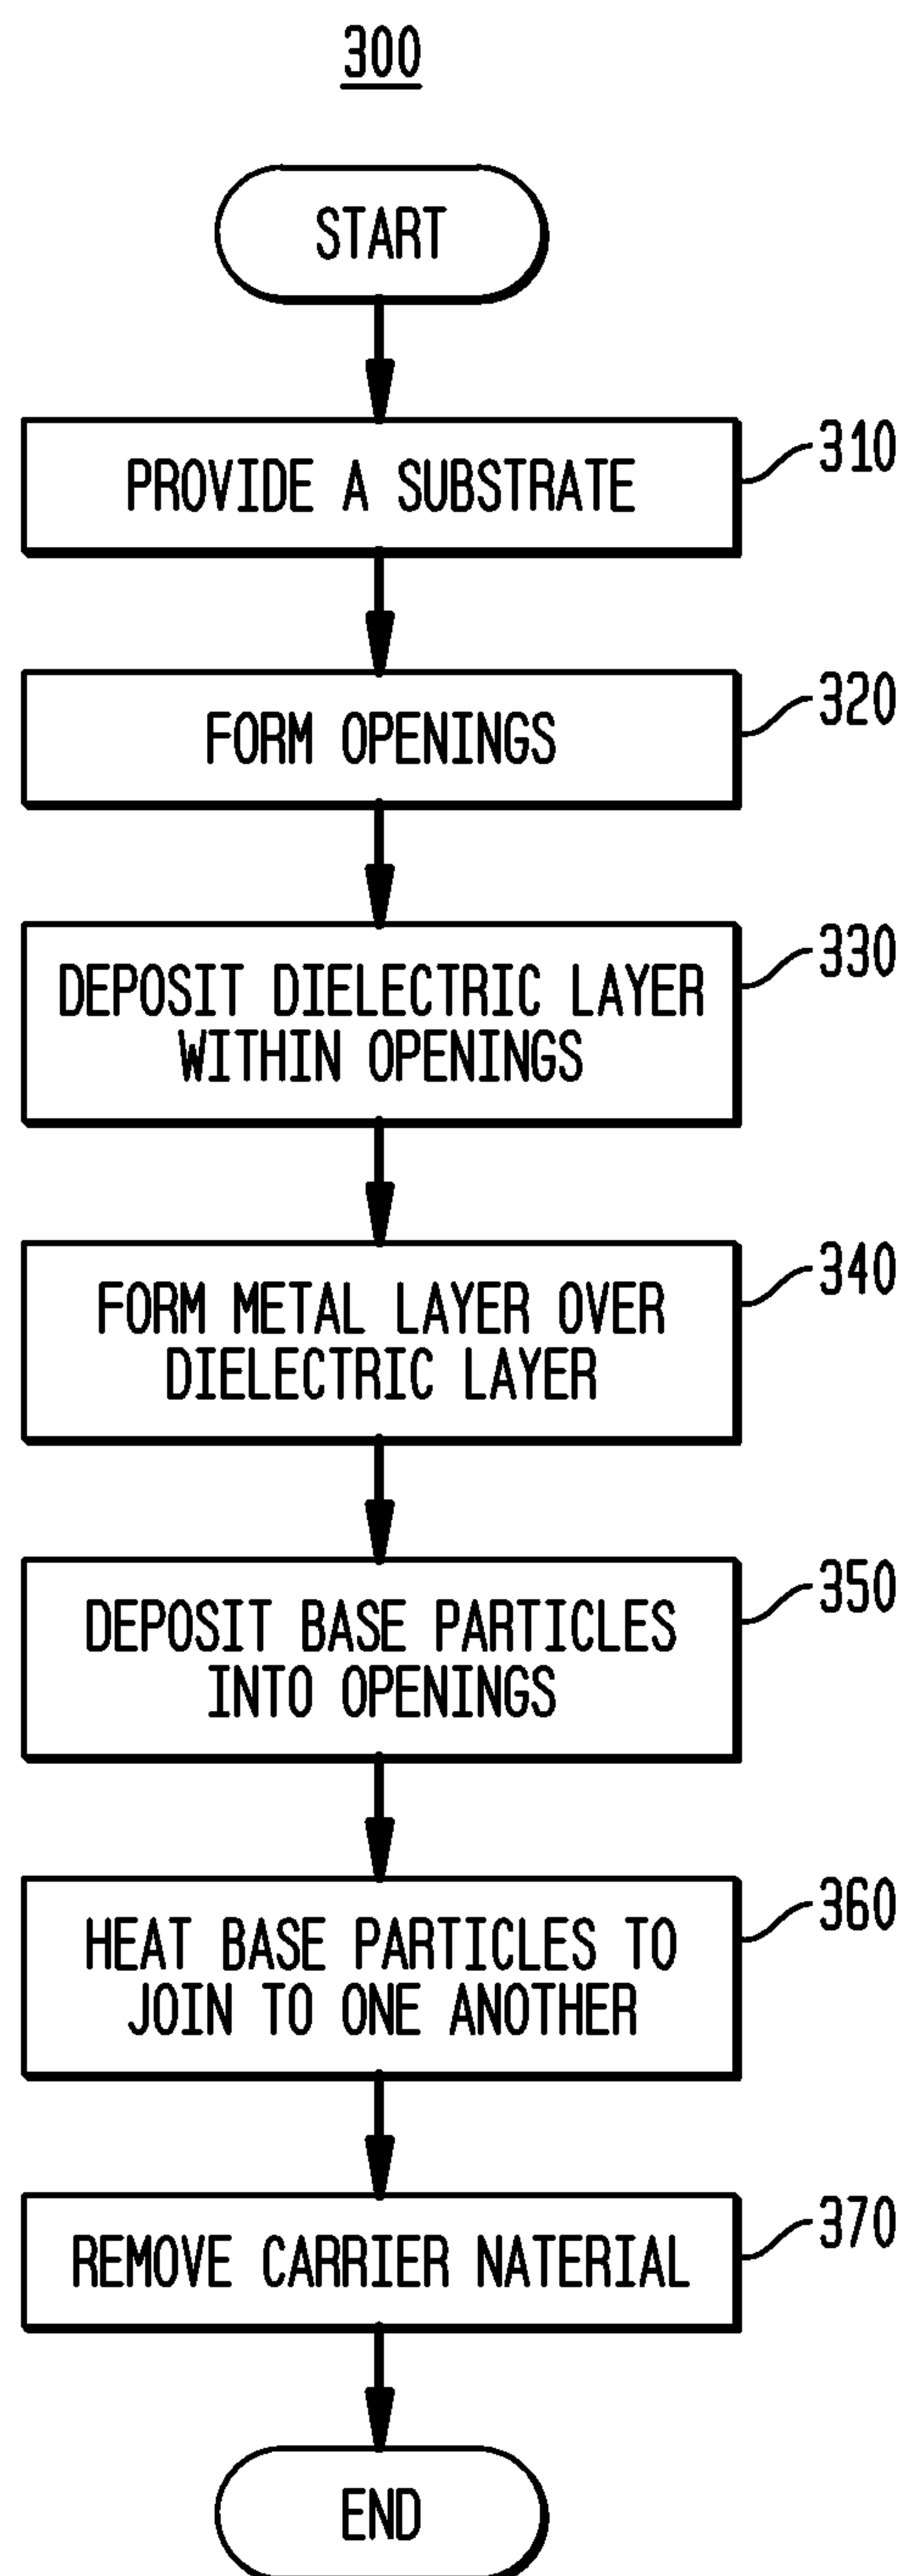 300
START
PROVIDE A SUBSTRATE
310
FORM OPENINGS
320
DEPOSIT DIELECTRIC LAYER
WITHIN OPENINGS
330
FORM METAL LAYER OVER
DIELECTRIC LAYER
340
DEPOSIT BASE PARTICLES
INTO OPENINGS
350
HEAT BASE PARTICLES TO
JOIN TO ONE ANOTHER
360
REMOVE CARRIER NATERIAL
370
END